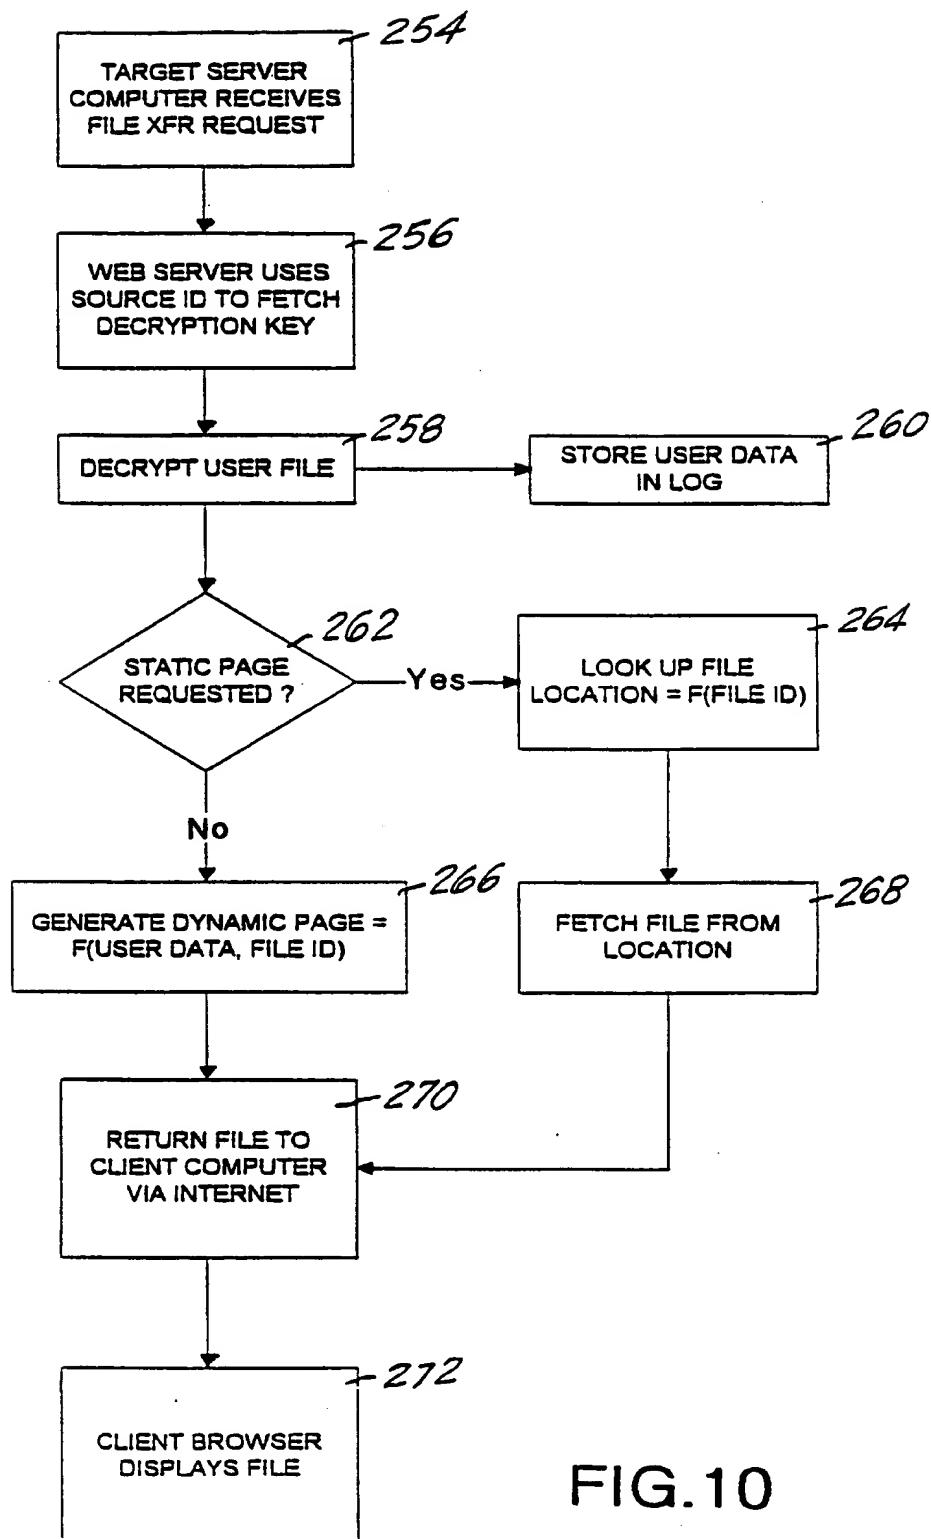 254
TARGET SERVER
COMPUTER RECEIVES
FILE XFR REQUEST
256
WEB SERVER USES
SOURCE ID TO FETCH
DECRYPTION KEY
258
DECRYPT USER FILE
260
STORE USER DATA
IN LOG
262
STATIC PAGE
REQUESTED ?
Yes
264
LOOK UP FILE
LOCATION = F(FILE ID)
No
266
GENERATE DYNAMIC PAGE =
F(USER DATA, FILE ID)
268
FETCH FILE FROM
LOCATION
270
RETURN FILE TO
CLIENT COMPUTER
VIA INTERNET
272
CLIENT BROWSER
DISPLAYS FILE
FIG.10